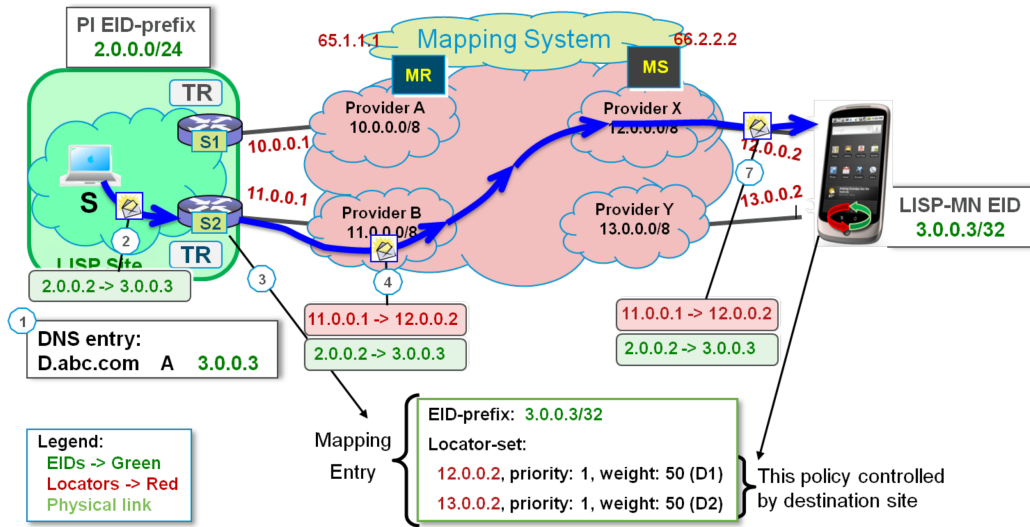 PI EID-prefix
2.0.0.0/24
65.1.1.1
Mapping System
66.2.2.2
MR
MS
TR
S1
Provider A
10.0.0.0/8
Provider X
12.0.0.0/8
10.0.0.1
12.0.0.2
7
S
11.0.0.1
S2
Provider B
11.0.0.0/8
Provider Y
13.0.0.0/8
13.0.0.2
LISP-MN EID
3.0.0.3/32
2
TR
LISP Site
3
4
2.0.0.2 -> 3.0.0.3
11.0.0.1 -> 12.0.0.2
2.0.0.2 -> 3.0.0.3
11.0.0.1 -> 12.0.0.2
2.0.0.2 -> 3.0.0.3
1
DNS entry:
D.abc.com A 3.0.0.3
Mapping
Entry
EID-prefix: 3.0.0.3/32
Locator-set:
12.0.0.2, priority: 1, weight: 50 (D1)
13.0.0.2, priority: 1, weight: 50 (D2)
This policy controlled
by destination site
Legend:
EIDs -> Green
Locators -> Red
Physical link